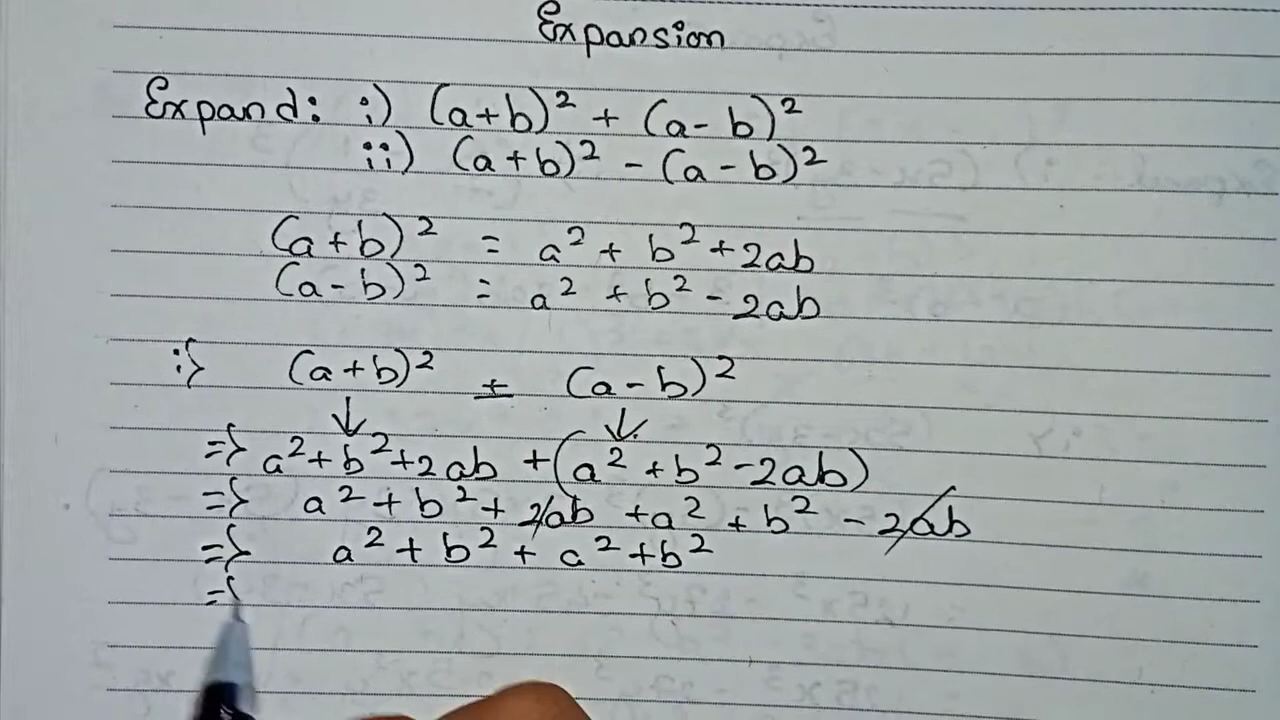 Expansion
Expand: i) (a+b)² + (a-b)²
ii) (a+b)² - (a-b)²
(a+b)² = a² + b² + 2ab
(a-b)² = a² + b² - 2ab
i} (a+b)² + (a-b)²
↓ ↓
=} a²+b²+2ab +(a²+b²-2ab)
=} a²+b²+2ab +a²+b²-2ab
=} a²+b²+a²+b²
=}